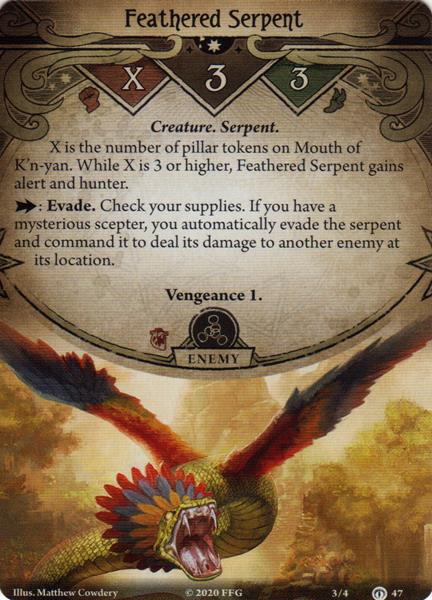 Feathered Serpent
X 3 3
Creature. Serpent.
X is the number of pillar tokens on Mouth of
K'n-yan. While X is 3 or higher, Feathered Serpent gains
alert and hunter.
: Evade. Check your supplies. If you have a
mysterious scepter, you automatically evade the serpent
and command it to deal its damage to another enemy at
its location.
Vengeance 1.
ENEMY
Illus. Matthew Cowdery © 2020 FFG 3/4 47